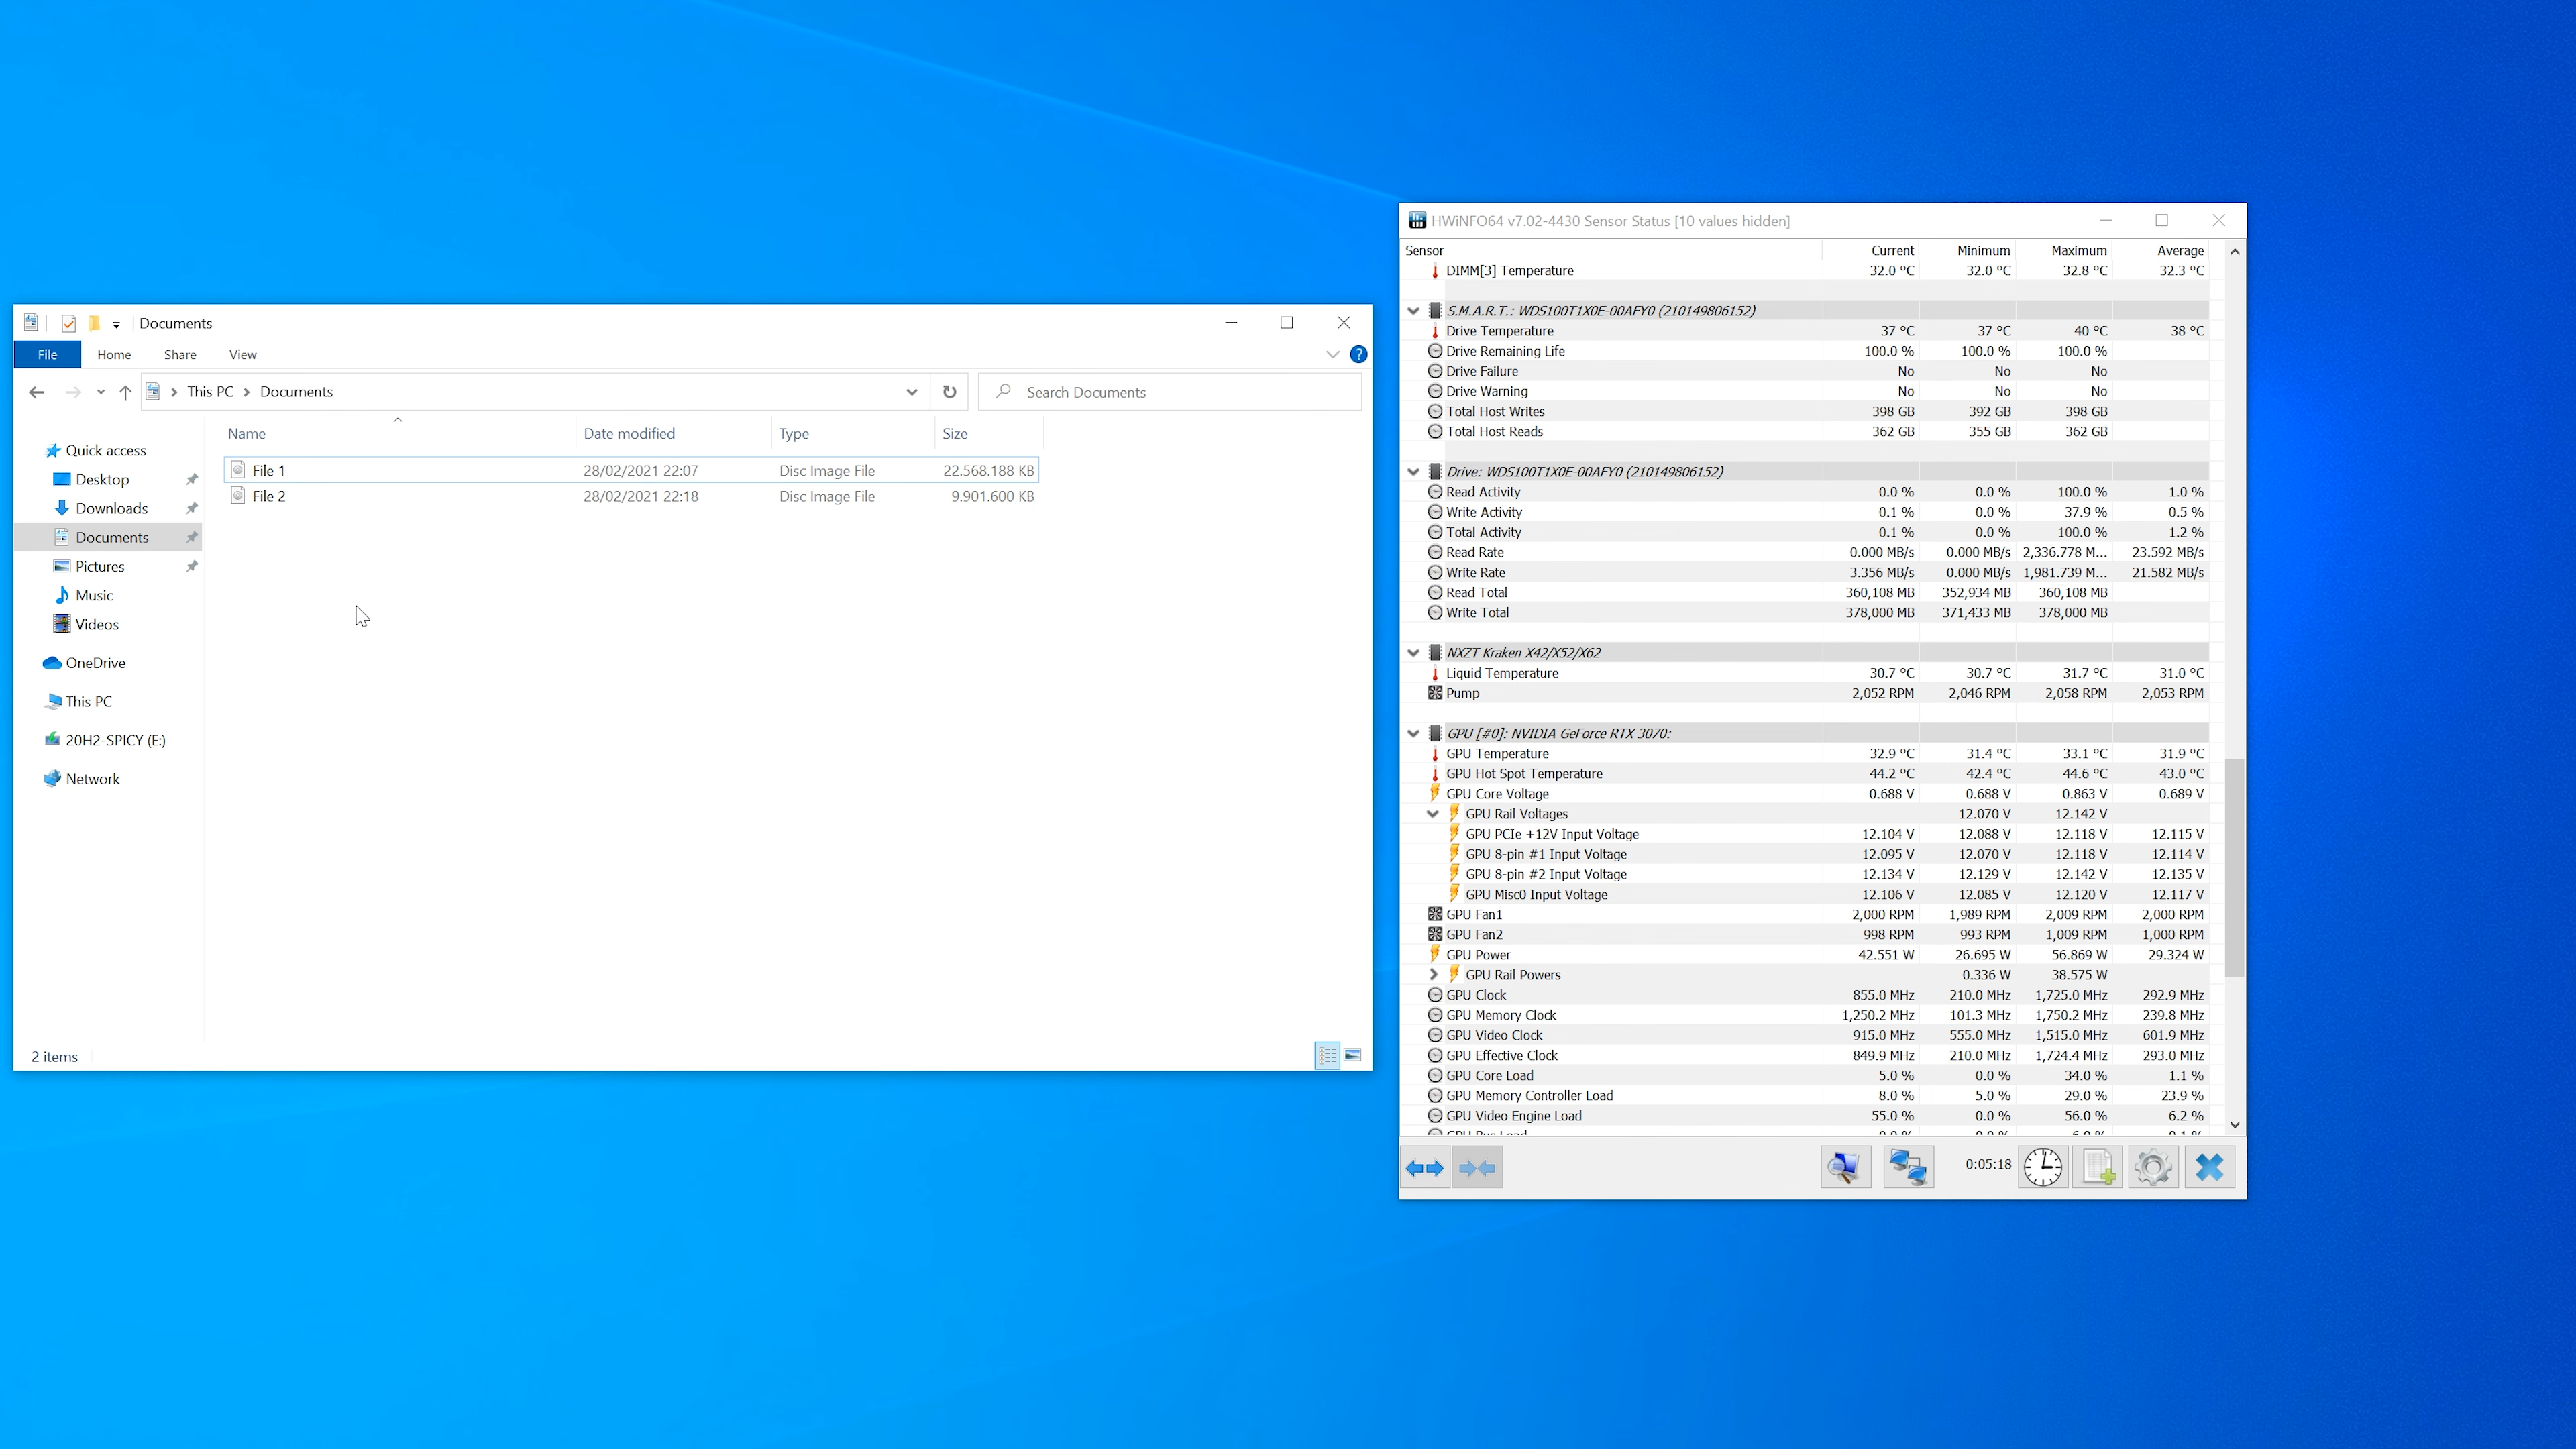 Documents
File Home Share View
This PC Documents Search Documents
Name Date modified Type Size
File 1 28/02/2021 22:07 Disc Image File 22.568.188 KB
File 2 28/02/2021 22:18 Disc Image File 9.901.600 KB
Quick access
Desktop
Downloads
Documents
Pictures
Music
Videos
OneDrive
This PC
20H2-SPICY (E:)
Network
2 items
HWiNFO64 v7.02-4430 Sensor Status [10 values hidden]
Sensor Current Minimum Maximum Average
DIMM[3] Temperature 32.0 °C 32.0 °C 32.8 °C 32.3 °C
S.M.A.R.T.: WDS100T1X0E-00AFY0 (210149806152)
Drive Temperature 37 °C 37 °C 40 °C 38 °C
Drive Remaining Life 100.0 % 100.0 % 100.0 %
Drive Failure No No No
Drive Warning No No No
Total Host Writes 398 GB 392 GB 398 GB
Total Host Reads 362 GB 355 GB 362 GB
Drive: WDS100T1X0E-00AFY0 (210149806152)
Read Activity 0.0 % 0.0 % 100.0 % 1.0 %
Write Activity 0.1 % 0.0 % 37.9 % 0.5 %
Total Activity 0.1 % 0.0 % 100.0 % 1.2 %
Read Rate 0.000 MB/s 0.000 MB/s 2,336.778 M... 23.592 MB/s
Write Rate 3.356 MB/s 0.000 MB/s 1,981.739 M... 21.582 MB/s
Read Total 360,108 MB 352,934 MB 360,108 MB
Write Total 378,000 MB 371,433 MB 378,000 MB
NXZT Kraken X42/X52/X62
Liquid Temperature 30.7 °C 30.7 °C 31.7 °C 31.0 °C
Pump 2,052 RPM 2,046 RPM 2,058 RPM 2,053 RPM
GPU [#0]: NVIDIA GeForce RTX 3070:
GPU Temperature 32.9 °C 31.4 °C 33.1 °C 31.9 °C
GPU Hot Spot Temperature 44.2 °C 42.4 °C 44.6 °C 43.0 °C
GPU Core Voltage 0.688 V 0.688 V 0.863 V 0.689 V
GPU Rail Voltages 12.070 V 12.142 V
GPU PCIe +12V Input Voltage 12.104 V 12.088 V 12.118 V 12.115 V
GPU 8-pin #1 Input Voltage 12.095 V 12.070 V 12.118 V 12.114 V
GPU 8-pin #2 Input Voltage 12.134 V 12.129 V 12.142 V 12.135 V
GPU Misc0 Input Voltage 12.106 V 12.085 V 12.120 V 12.117 V
GPU Fan1 2,000 RPM 1,989 RPM 2,009 RPM 2,000 RPM
GPU Fan2 998 RPM 993 RPM 1,009 RPM 1,000 RPM
GPU Power 42.551 W 26.695 W 56.869 W 29.324 W
GPU Rail Powers 0.336 W 38.575 W
GPU Clock 855.0 MHz 210.0 MHz 1,725.0 MHz 292.9 MHz
GPU Memory Clock 1,250.2 MHz 101.3 MHz 1,750.2 MHz 239.8 MHz
GPU Video Clock 915.0 MHz 555.0 MHz 1,515.0 MHz 601.9 MHz
GPU Effective Clock 849.9 MHz 210.0 MHz 1,724.4 MHz 293.0 MHz
GPU Core Load 5.0 % 0.0 % 34.0 % 1.1 %
GPU Memory Controller Load 8.0 % 5.0 % 29.0 % 23.9 %
GPU Video Engine Load 55.0 % 0.0 % 56.0 % 6.2 %
0:05:18